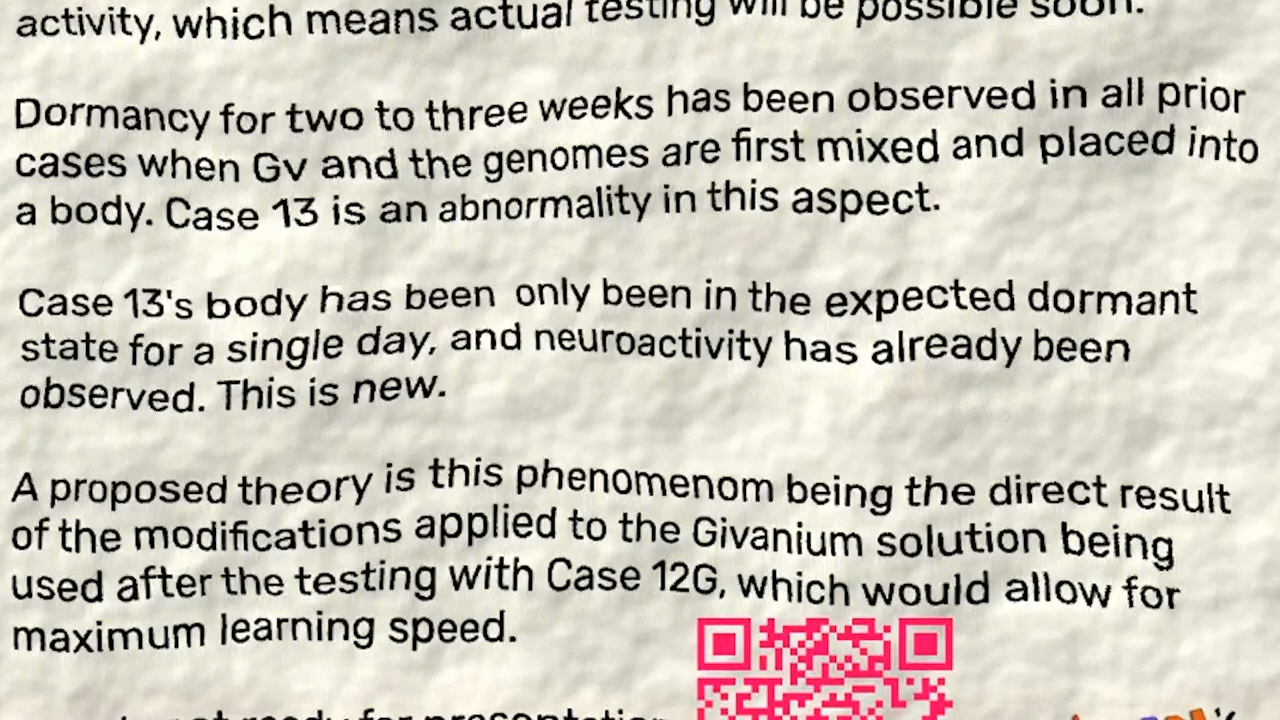 activity, which means actual testing will be possible soon.
Dormancy for two to three weeks has been observed in all prior
cases when Gv and the genomes are first mixed and placed into
a body. Case 13 is an abnormality in this aspect.
Case 13's body has been only been in the expected dormant
state for a single day, and neuroactivity has already been
observed. This is new.
A proposed theory is this phenomenom being the direct result
of the modifications applied to the Givanium solution being
used after the testing with Case 12G, which would allow for
maximum learning speed.
ready for presentation